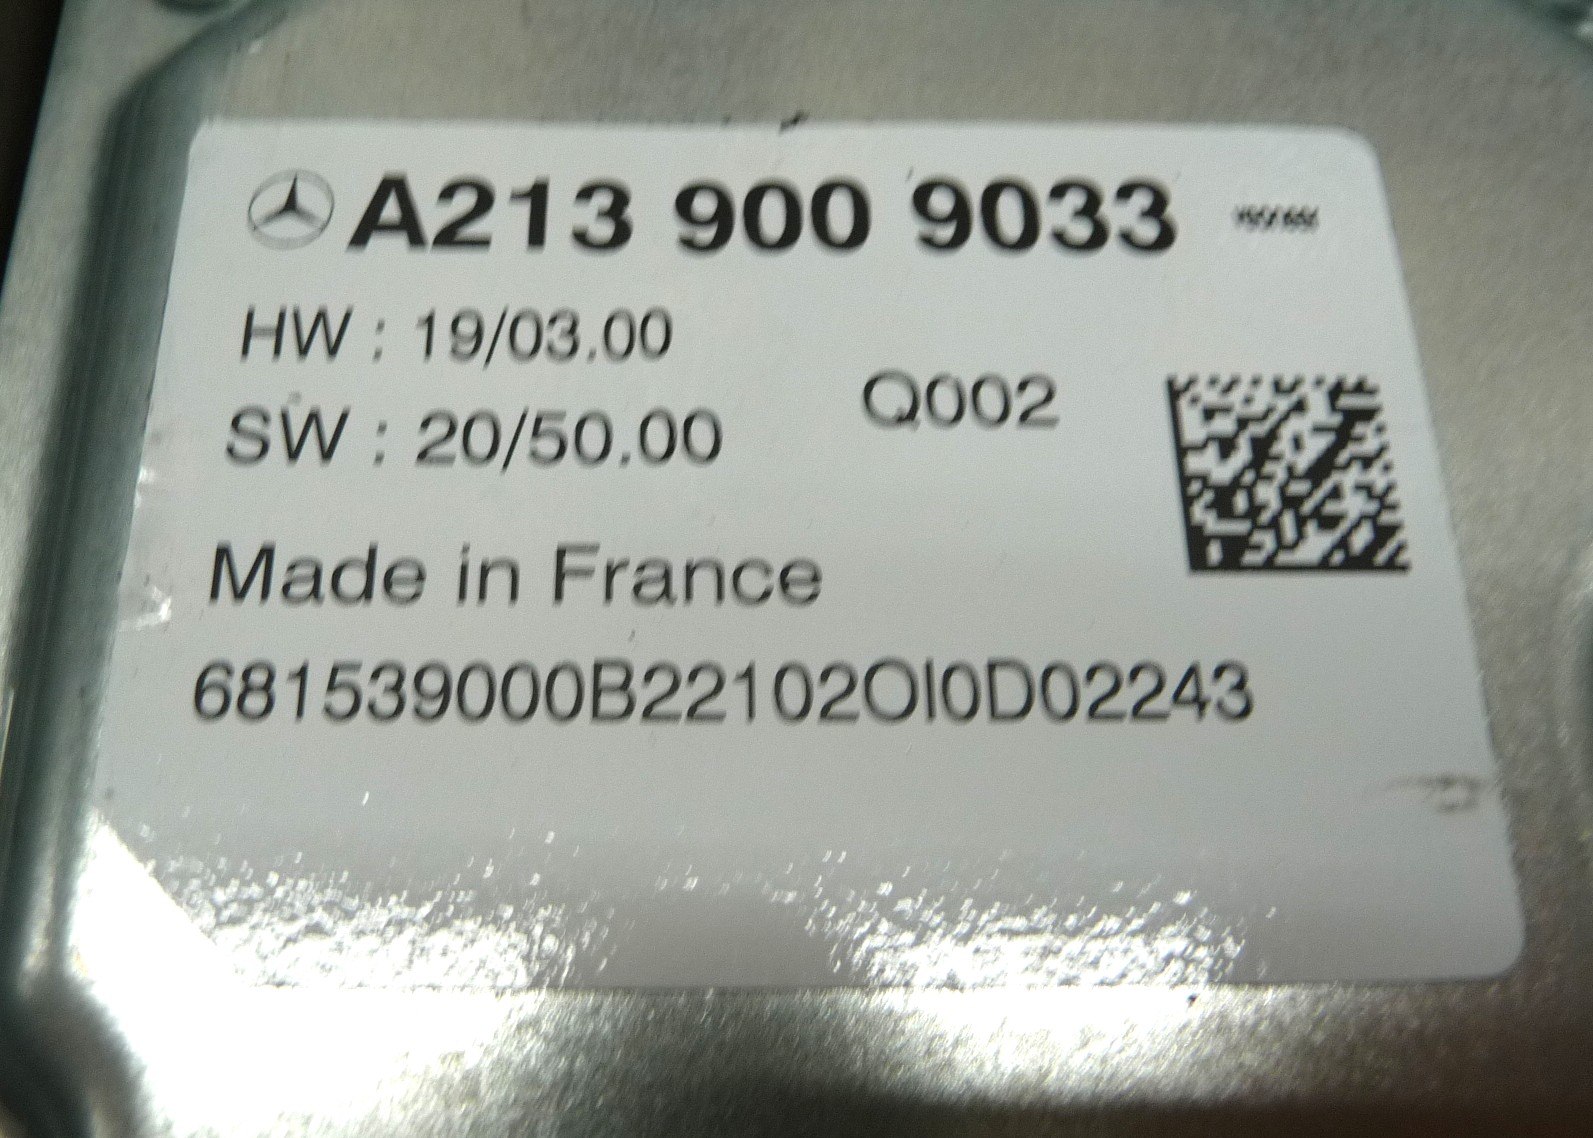 A213 900 9033
HW : 19/03.00
SW : 20/50.00
Q002
Made in France
681539000B22102OI0D02243